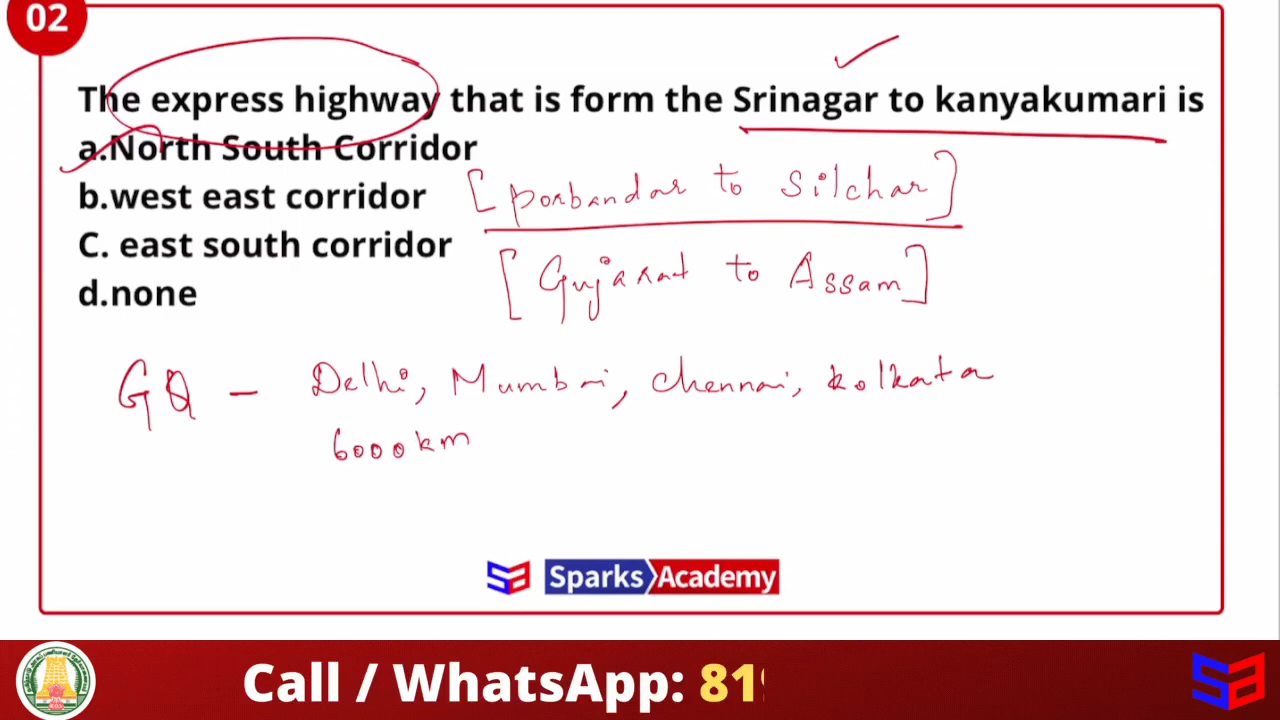 02
The express highway that is form the Srinagar to kanyakumari is
a.North South Corridor
b.west east corridor
[porbandar to Silchar]
C. east south corridor
[Gujarat to Assam]
d.none
GQ - Delhi, Mumbai, Chennai, Kolkata
6000km
Sparks Academy
Call / WhatsApp: 81